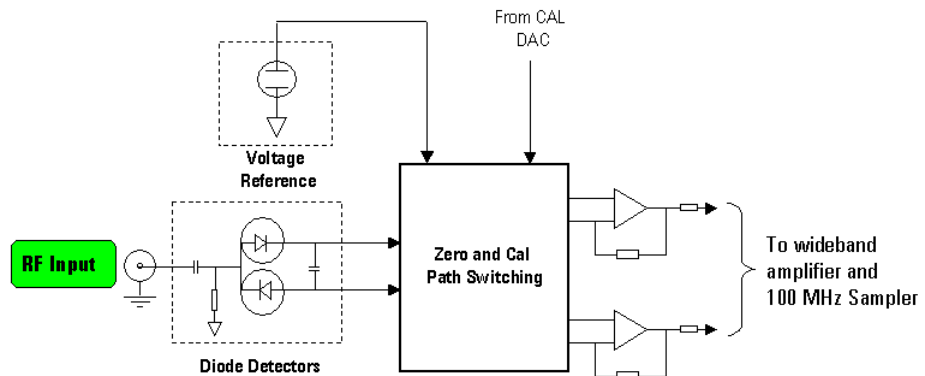 From CAL
DAC
Voltage
Reference
RF Input
Zero and Cal
Path Switching
To wideband
amplifier and
100 MHz Sampler
Diode Detectors